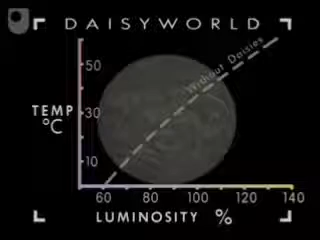 DAISYWORLD
Without Daisies
TEMP
°C
50
30
10
60
80
100
120
140
LUMINOSITY %